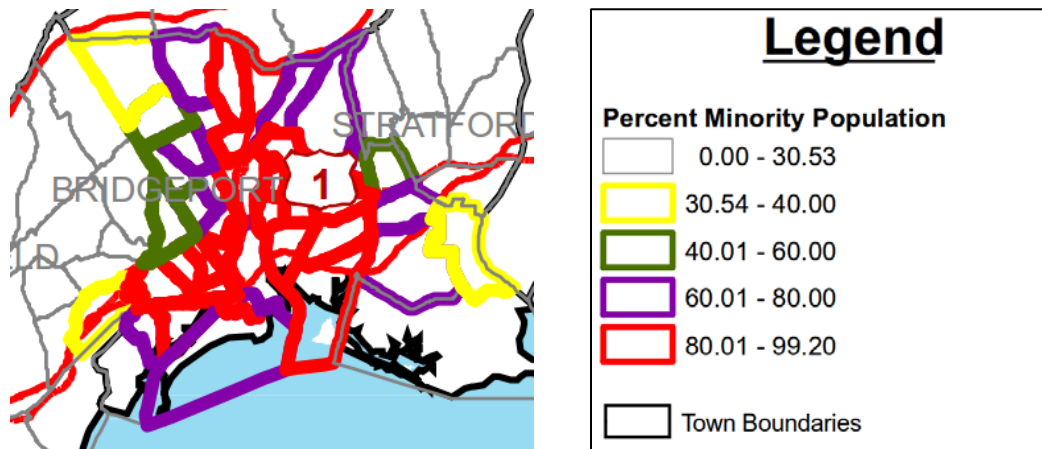 STRATFORD
BRIDGEPORT
1
LD
Legend
Percent Minority Population
0.00 - 30.53
30.54 - 40.00
40.01 - 60.00
60.01 - 80.00
80.01 - 99.20
Town Boundaries